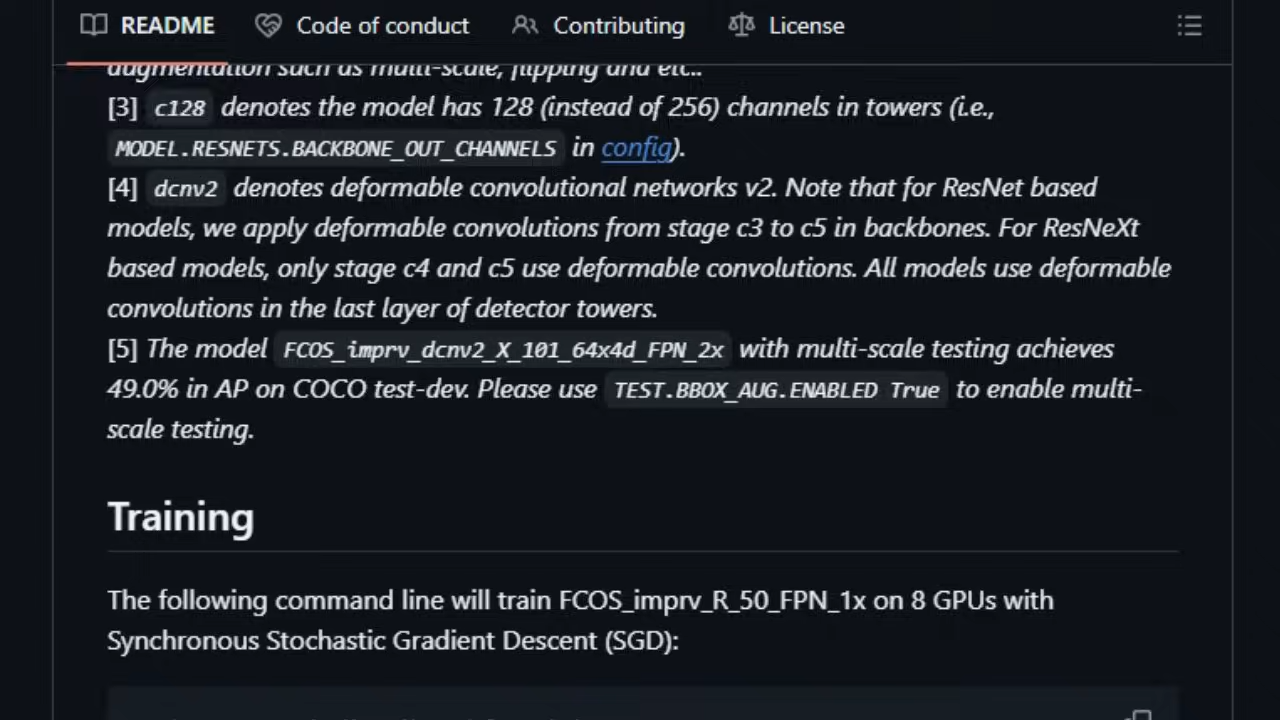 README Code of conduct Contributing License
augmentation such as multi-scale, flipping and etc..
[3] c128 denotes the model has 128 (instead of 256) channels in towers (i.e.,
MODEL.RESNETS.BACKBONE_OUT_CHANNELS in config).
[4] dcnv2 denotes deformable convolutional networks v2. Note that for ResNet based
models, we apply deformable convolutions from stage c3 to c5 in backbones. For ResNeXt
based models, only stage c4 and c5 use deformable convolutions. All models use deformable
convolutions in the last layer of detector towers.
[5] The model FCOS_imprv_dcnv2_X_101_64x4d_FPN_2x with multi-scale testing achieves
49.0% in AP on COCO test-dev. Please use TEST.BBOX_AUG.ENABLED True to enable multi-
scale testing.
Training
The following command line will train FCOS_imprv_R_50_FPN_1x on 8 GPUs with
Synchronous Stochastic Gradient Descent (SGD):